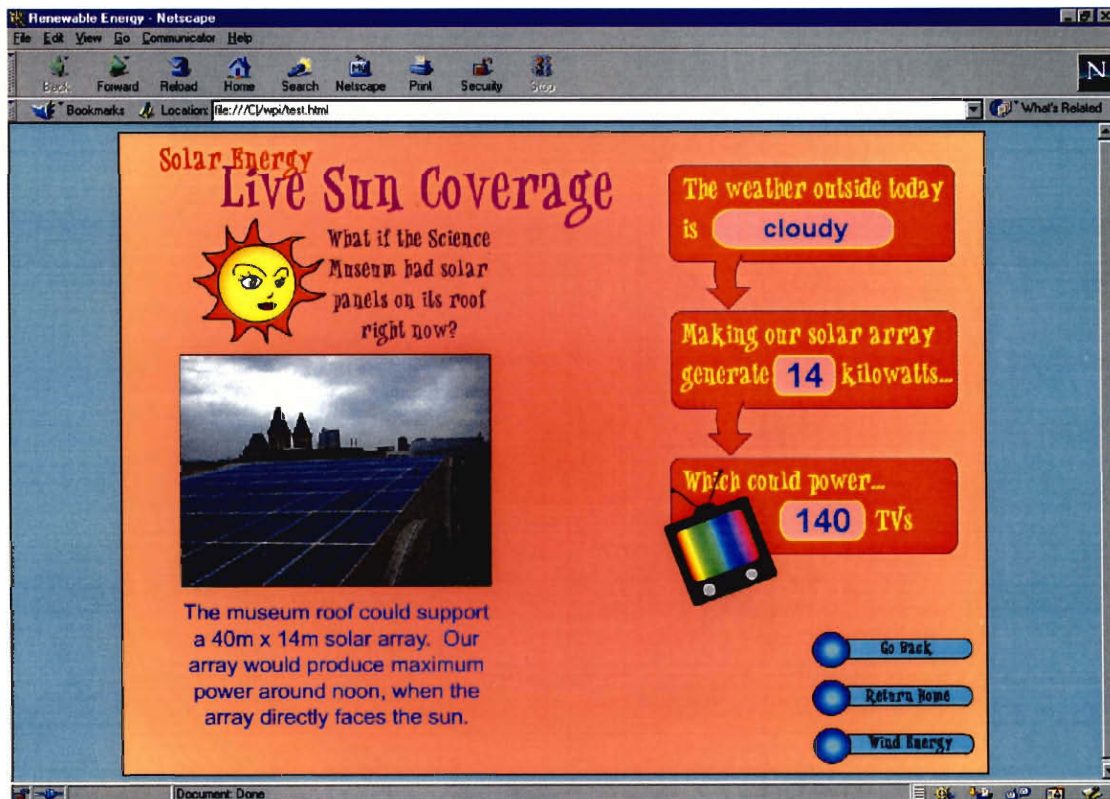 Renewable Energy - Netscape
File Edit View Go Communicator Help
Back Forward Reload Home Search Netscape Print Security Stop
Bookmarks Location: file:///C|/wpi/test.html What's Related
Solar Energy
Live Sun Coverage
What if the Science
Museum had solar
panels on its roof
right now?
The museum roof could support
a 40m x 14m solar array. Our
array would produce maximum
power around noon, when the
array directly faces the sun.
The weather outside today
is cloudy
Making our solar array
generate 14 kilowatts...
Which could power...
140 TVs
Go Back
Return Home
Wind Energy
Document: Done